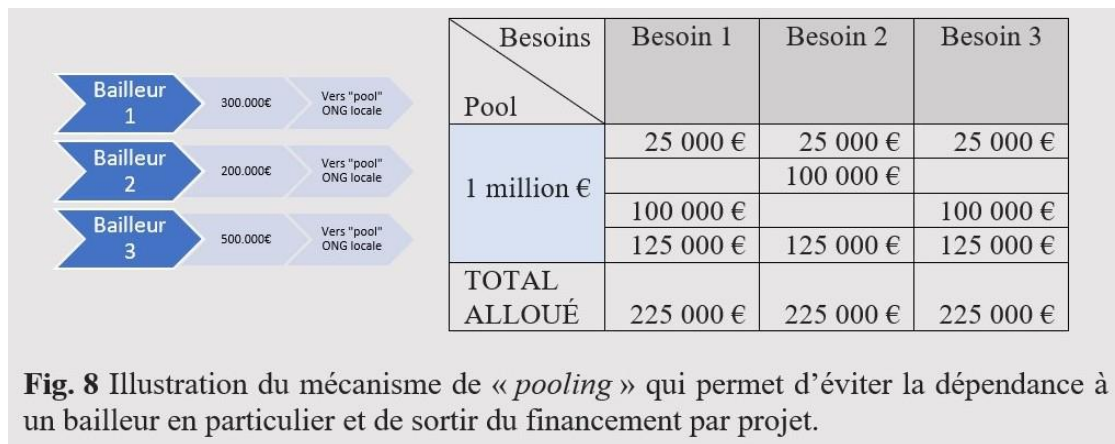 Bailleur
1
300.000€
Vers "pool"
ONG locale
Bailleur
2
200.000€
Vers "pool"
ONG locale
Bailleur
3
500.000€
Vers "pool"
ONG locale
Besoins
Pool
Besoin 1 Besoin 2 Besoin 3
1 million €
25 000 € 25 000 € 25 000 €
100 000 €
100 000 € 100 000 €
125 000 € 125 000 € 125 000 €
TOTAL
ALLOUÉ 225 000 € 225 000 € 225 000 €
Fig. 8 Illustration du mécanisme de « pooling » qui permet d’éviter la dépendance à
un bailleur en particulier et de sortir du financement par projet.